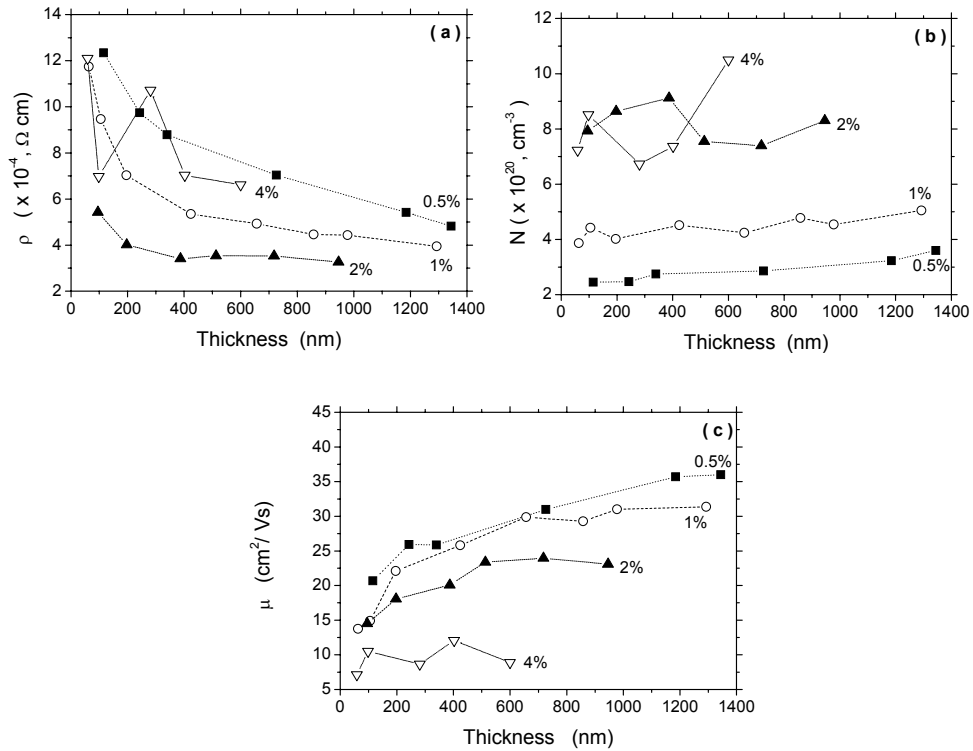 ( a )
14
12
10
8
6
4
2
0 200 400 600 800 1000 1200 1400
ρ ( x 10⁻⁴, Ω cm)
Thickness (nm)
4%
0.5%
1%
2%
( b )
12
10
8
6
4
2
0 200 400 600 800 1000 1200 1400
N ( x 10²⁰, cm⁻³)
Thickness (nm)
4%
2%
1%
0.5%
( c )
45
40
35
30
25
20
15
10
5
0 200 400 600 800 1000 1200 1400
μ (cm²/ Vs)
Thickness (nm)
0.5%
1%
2%
4%